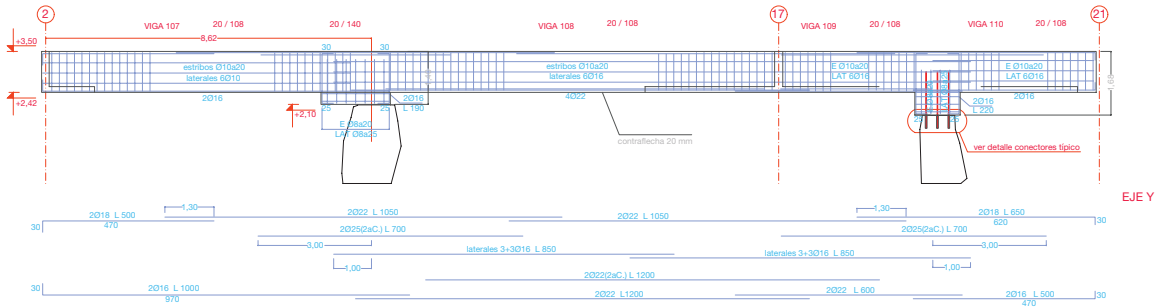 2
VIGA 107
20 / 108
20 / 140
VIGA 108
20 / 108
17
VIGA 109
20 / 108
VIGA 110
20 / 108
21
8,62
+3,50
30
30
estribos Ø10a20
laterales 6Ø10
estribos Ø10a20
laterales 6Ø16
E Ø10a20
LAT 6Ø16
E Ø10a20
LAT 6Ø16
1,68
+2,42
2Ø16
2Ø16
L 190
4Ø22
2Ø16
2Ø16
L 220
+2,10
25
25
25
25
E Ø8a20
LAT Ø8a25
contraflecha 20 mm
ver detalle conectores típico
EJE Y
1,30
1,30
30
2Ø18 L 500
470
2Ø22 L 1050
2Ø22 L 1050
2Ø18 L 650
620
30
2Ø25(2aC.) L 700
2Ø25(2aC.) L 700
3,00
3,00
laterales 3+3Ø16 L 850
laterales 3+3Ø16 L 850
1,00
1,00
2Ø22(2aC.) L 1200
30
2Ø16 L 1000
970
2Ø22 L1200
2Ø22 L 600
2Ø16 L 500
470
30